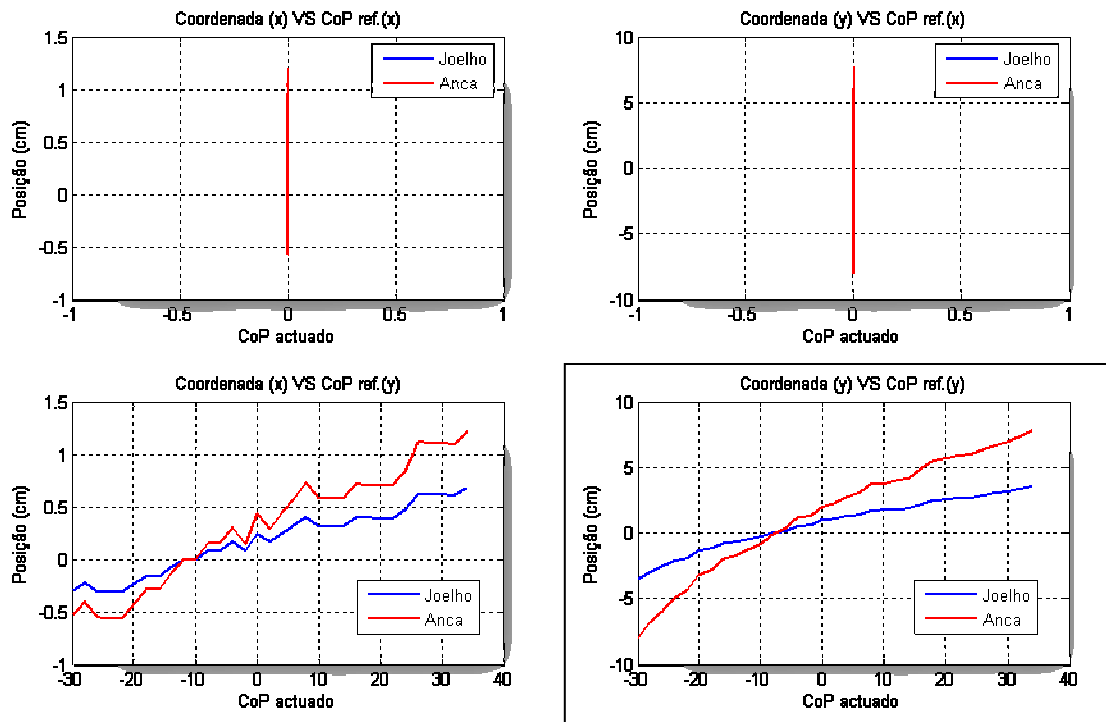 Coordenada (x) VS CoP ref.(x)
1.5
1
0.5
0
-0.5
-1
Posição (cm)
Joelho
Anca
-1
-0.5
0
0.5
1
CoP actuado
Coordenada (y) VS CoP ref.(x)
10
5
0
-5
-10
Posição (cm)
Joelho
Anca
-1
-0.5
0
0.5
1
CoP actuado
Coordenada (x) VS CoP ref.(y)
1.5
1
0.5
0
-0.5
-1
Posição (cm)
Joelho
Anca
-30
-20
-10
0
10
20
30
40
CoP actuado
Coordenada (y) VS CoP ref.(y)
10
5
0
-5
-10
Posição (cm)
Joelho
Anca
-30
-20
-10
0
10
20
30
40
CoP actuado